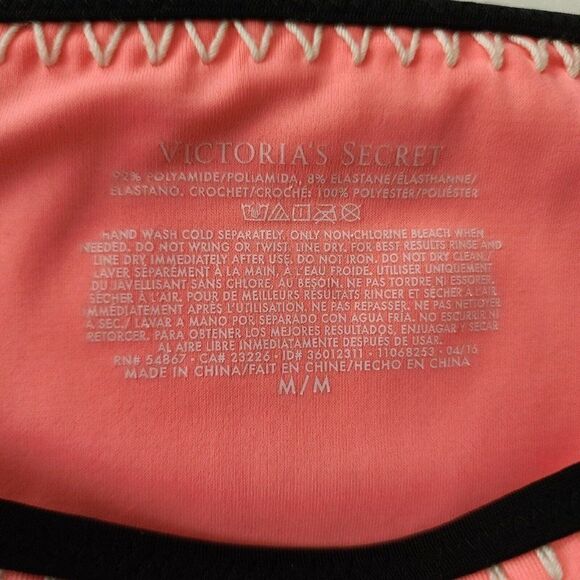 VICTORIA'S SECRET
92% POLYAMIDE/POLIAMIDA, 8% ELASTANE/ÉLASTHANNE/
ELASTANO. CROCHET/CROCHÉ: 100% POLYESTER/POLIÉSTER
HAND WASH COLD SEPARATELY. ONLY NON-CHLORINE BLEACH WHEN
NEEDED. DO NOT WRING OR TWIST. LINE DRY. FOR BEST RESULTS RINSE AND
LINE DRY IMMEDIATELY AFTER USE. DO NOT IRON. DO NOT DRY CLEAN./
LAVER SÉPARÉMENT À LA MAIN, À L'EAU FROIDE. UTILISER UNIQUEMENT
DU JAVELLISANT SANS CHLORE, AU BESOIN. NE PAS TORDRE NI ESSORER.
SÉCHER À L'AIR. POUR DE MEILLEURS RÉSULTATS RINCER ET SÉCHER À L'AIR
IMMÉDIATEMENT APRÈS L'UTILISATION. NE PAS REPASSER. NE PAS NETTOYER
À SEC./ LAVAR A MANO POR SEPARADO CON AGUA FRÍA. NO ESCURRIR NI
RETORCER. PARA OBTENER LOS MEJORES RESULTADOS, ENJUAGAR Y SECAR
AL AIRE LIBRE INMEDIATAMENTE DESPUÉS DE USAR.
RN# 54867 · CA# 23226 · ID# 36012311 · 11068253 · 04/16
MADE IN CHINA/FAIT EN CHINE/HECHO EN CHINA
M/M